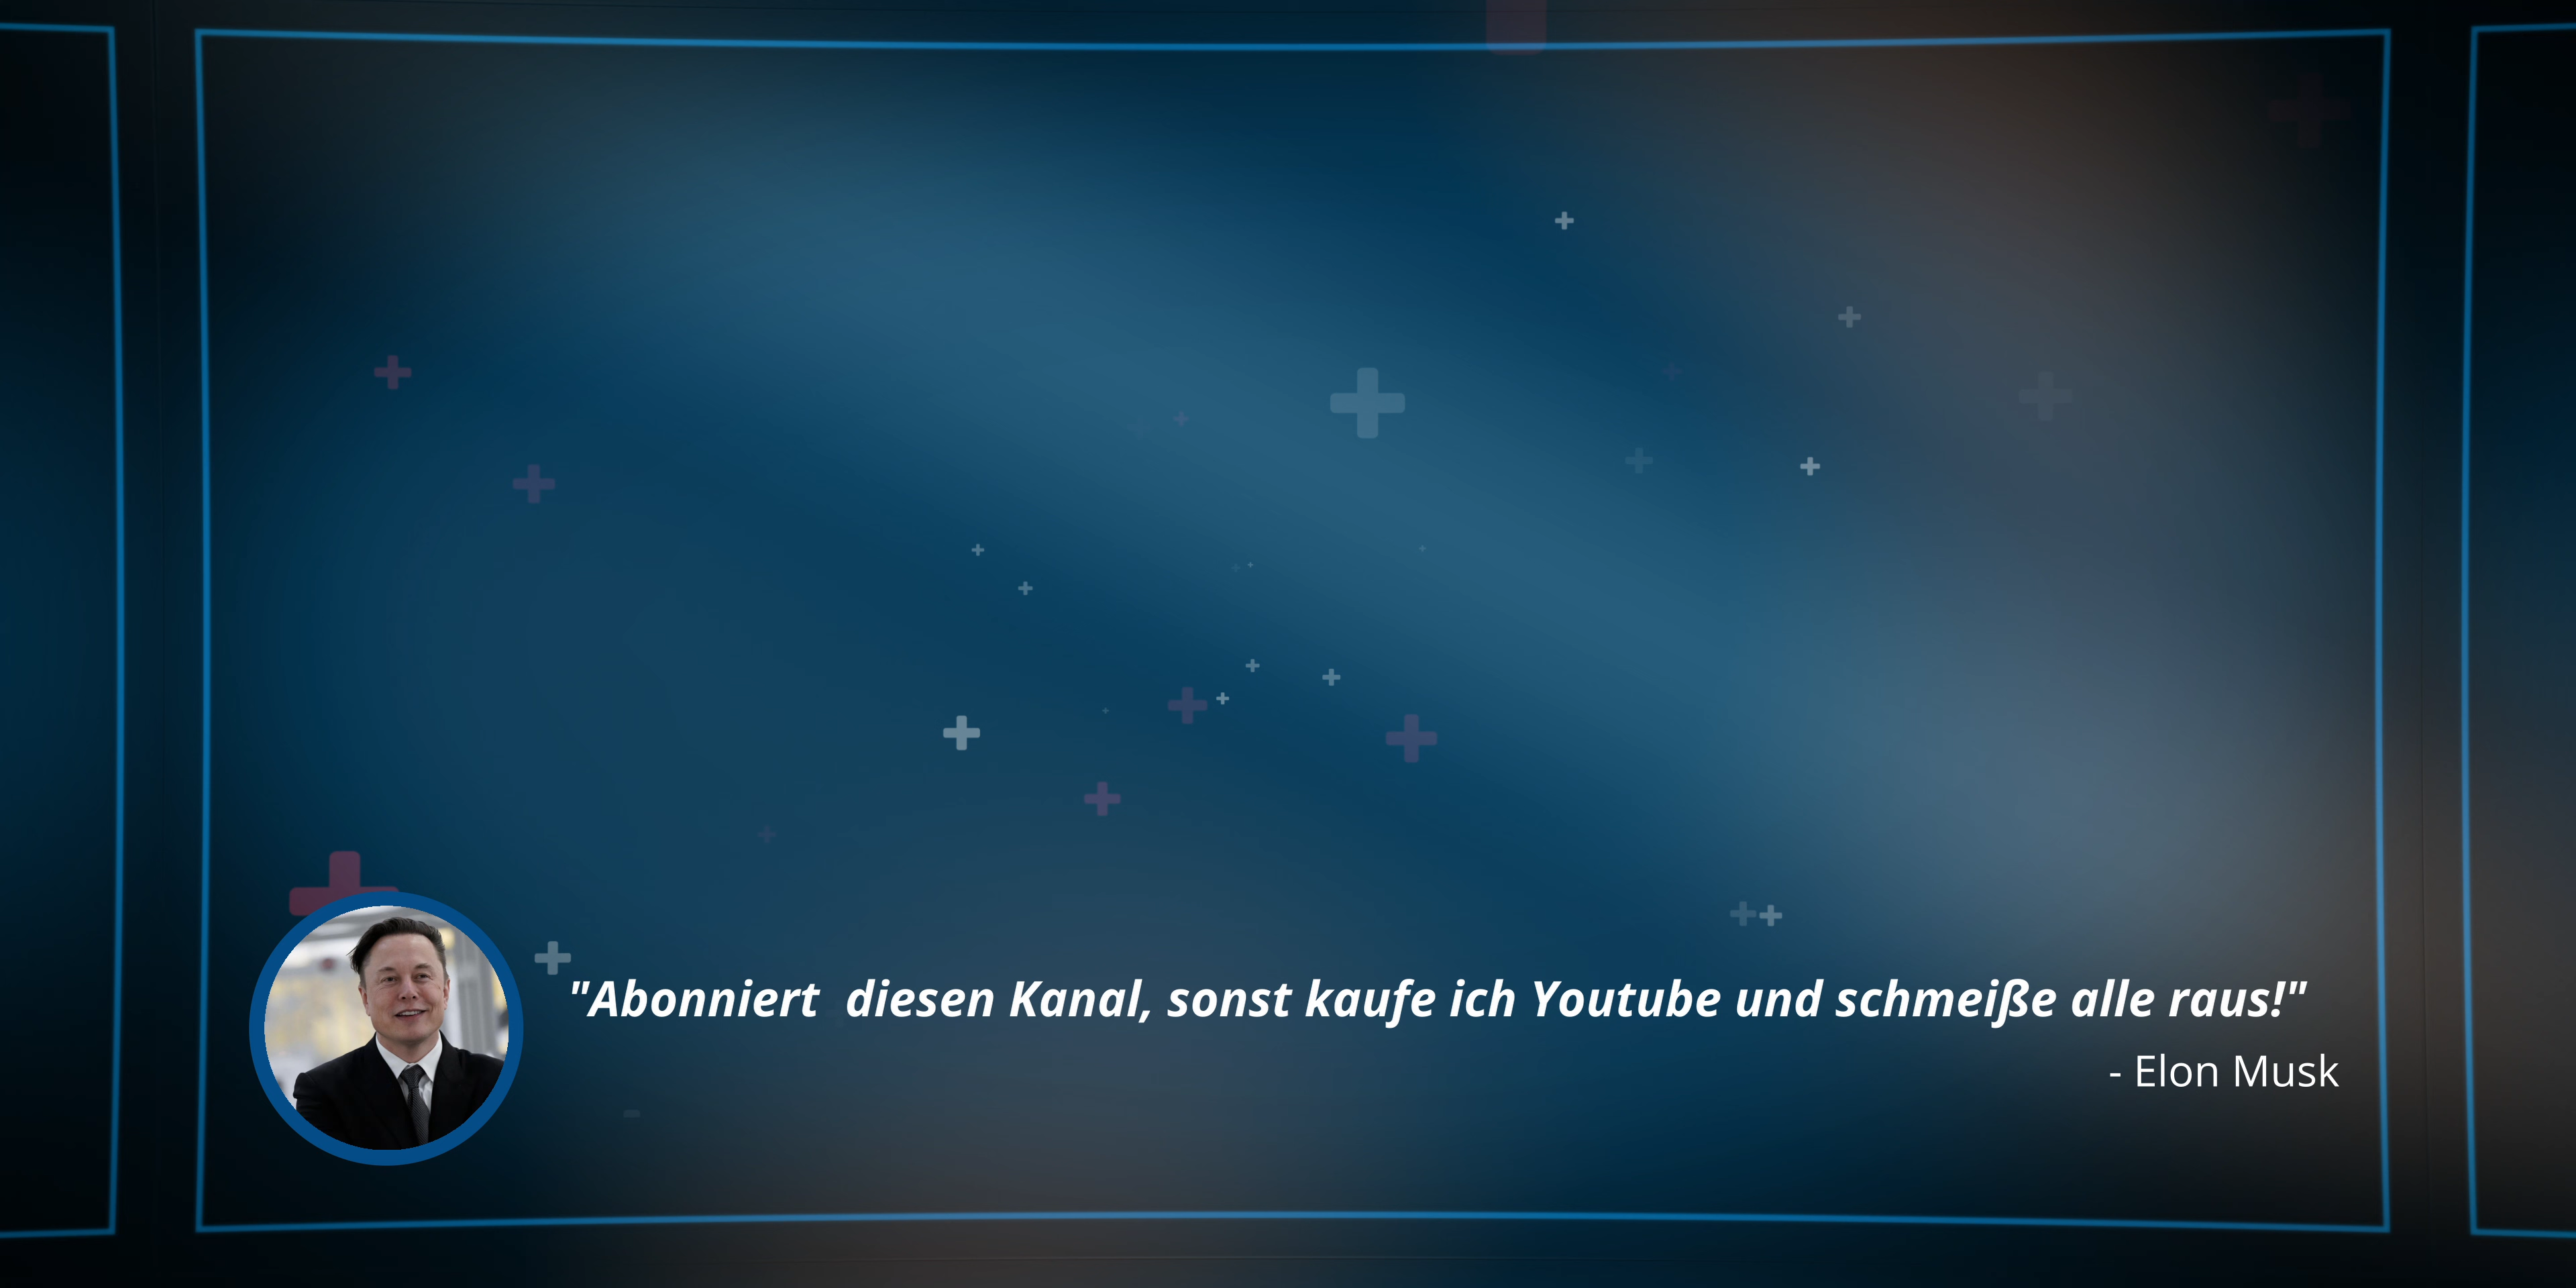 "Abonniert  diesen Kanal, sonst kaufe ich Youtube und schmeiße alle raus!"
- Elon Musk